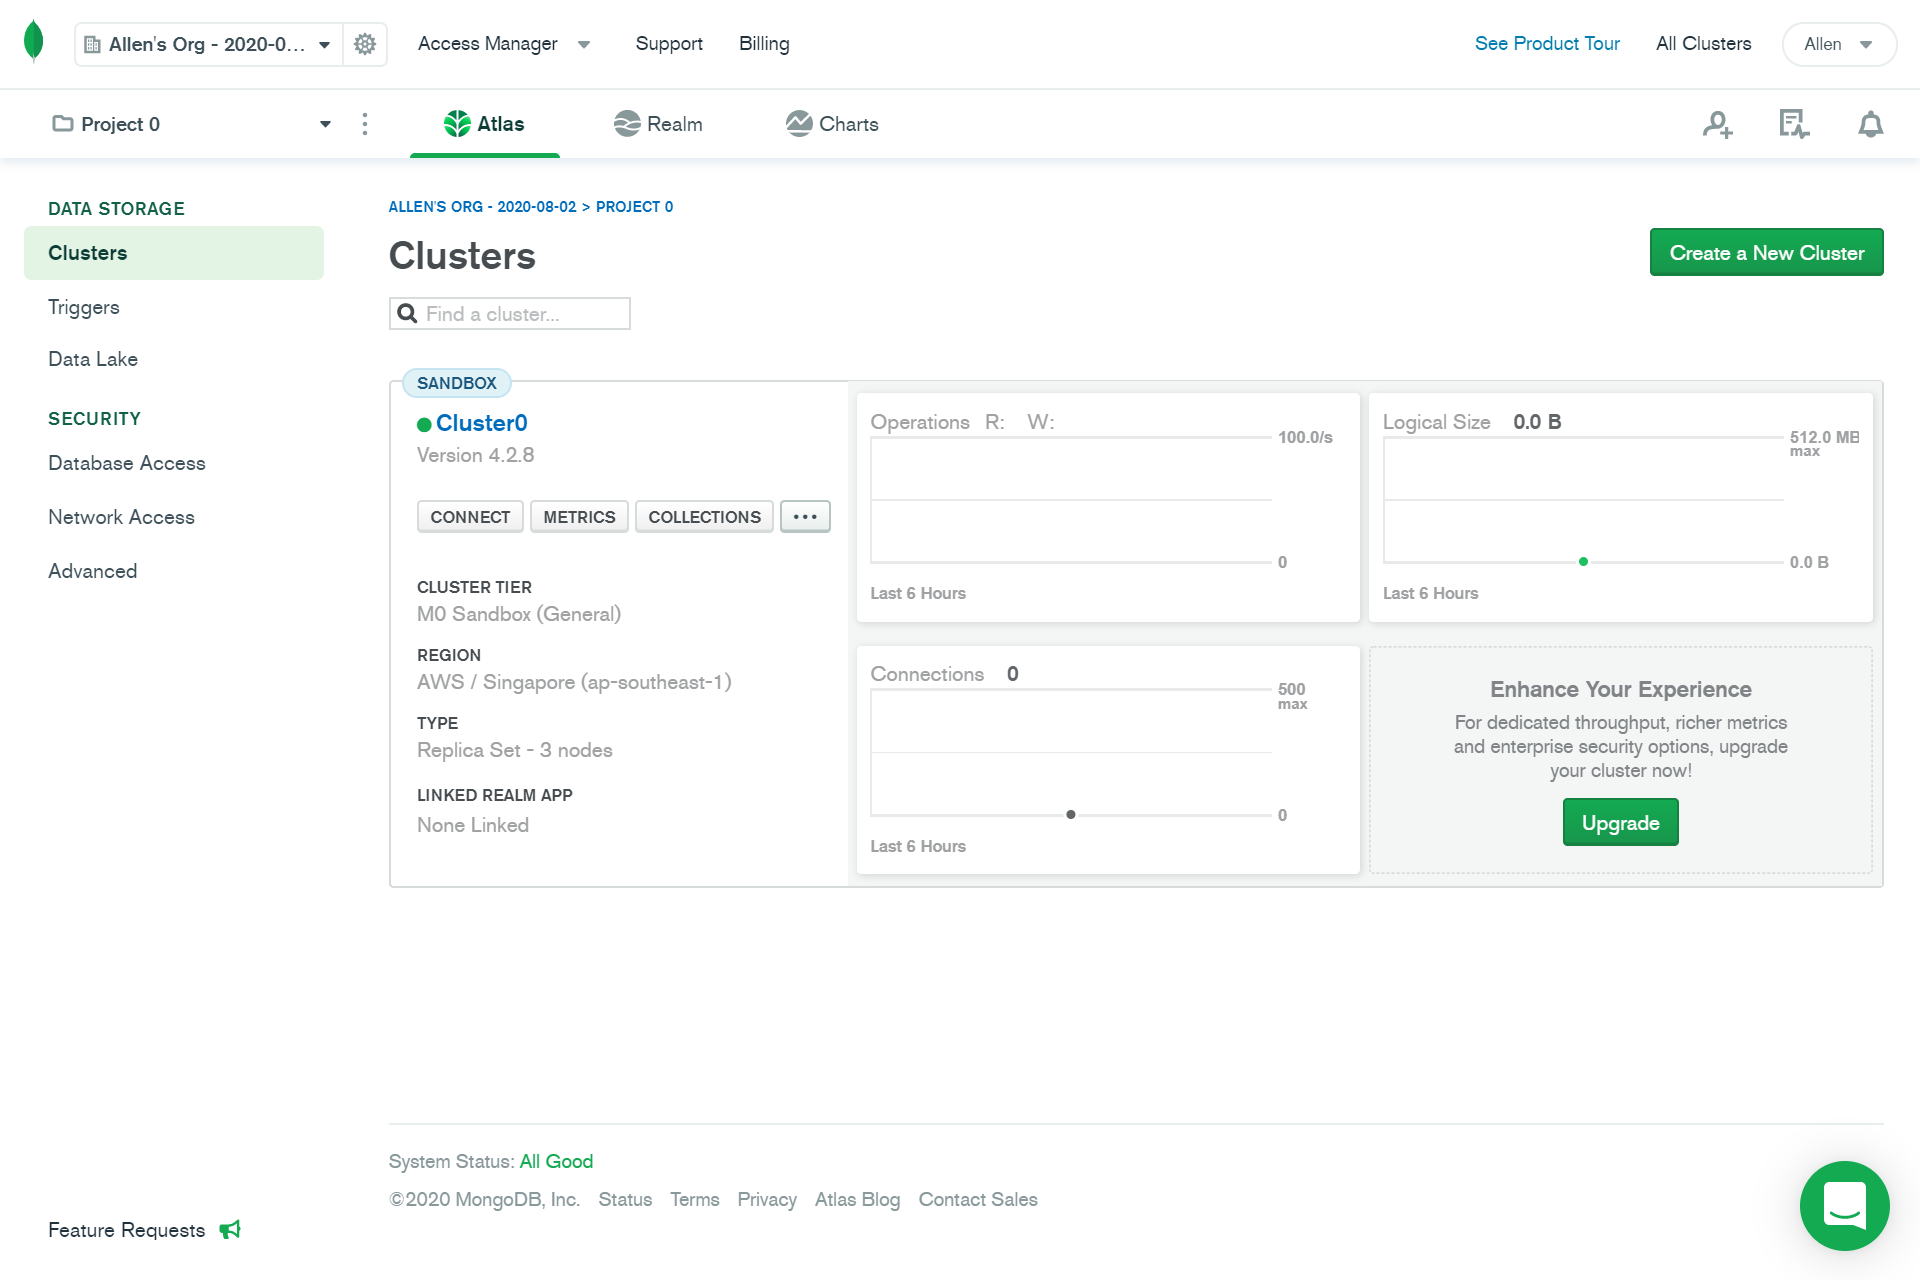 Allen's Org - 2020-0...
Access Manager
Support
Billing
See Product Tour
All Clusters
Allen
Project 0
Atlas
Realm
Charts
DATA STORAGE
Clusters
Triggers
Data Lake
SECURITY
Database Access
Network Access
Advanced
Feature Requests
ALLEN'S ORG - 2020-08-02 > PROJECT 0
Clusters
Create a New Cluster
Find a cluster...
SANDBOX
Cluster0
Version 4.2.8
CONNECT
METRICS
COLLECTIONS
CLUSTER TIER
M0 Sandbox (General)
REGION
AWS / Singapore (ap-southeast-1)
TYPE
Replica Set - 3 nodes
LINKED REALM APP
None Linked
Operations R: W:
100.0/s
0
Last 6 Hours
Logical Size 0.0 B
512.0 MB
max
0.0 B
Last 6 Hours
Connections 0
500
max
0
Last 6 Hours
Enhance Your Experience
For dedicated throughput, richer metrics
and enterprise security options, upgrade
your cluster now!
Upgrade
System Status: All Good
©2020 MongoDB, Inc. Status Terms Privacy Atlas Blog Contact Sales